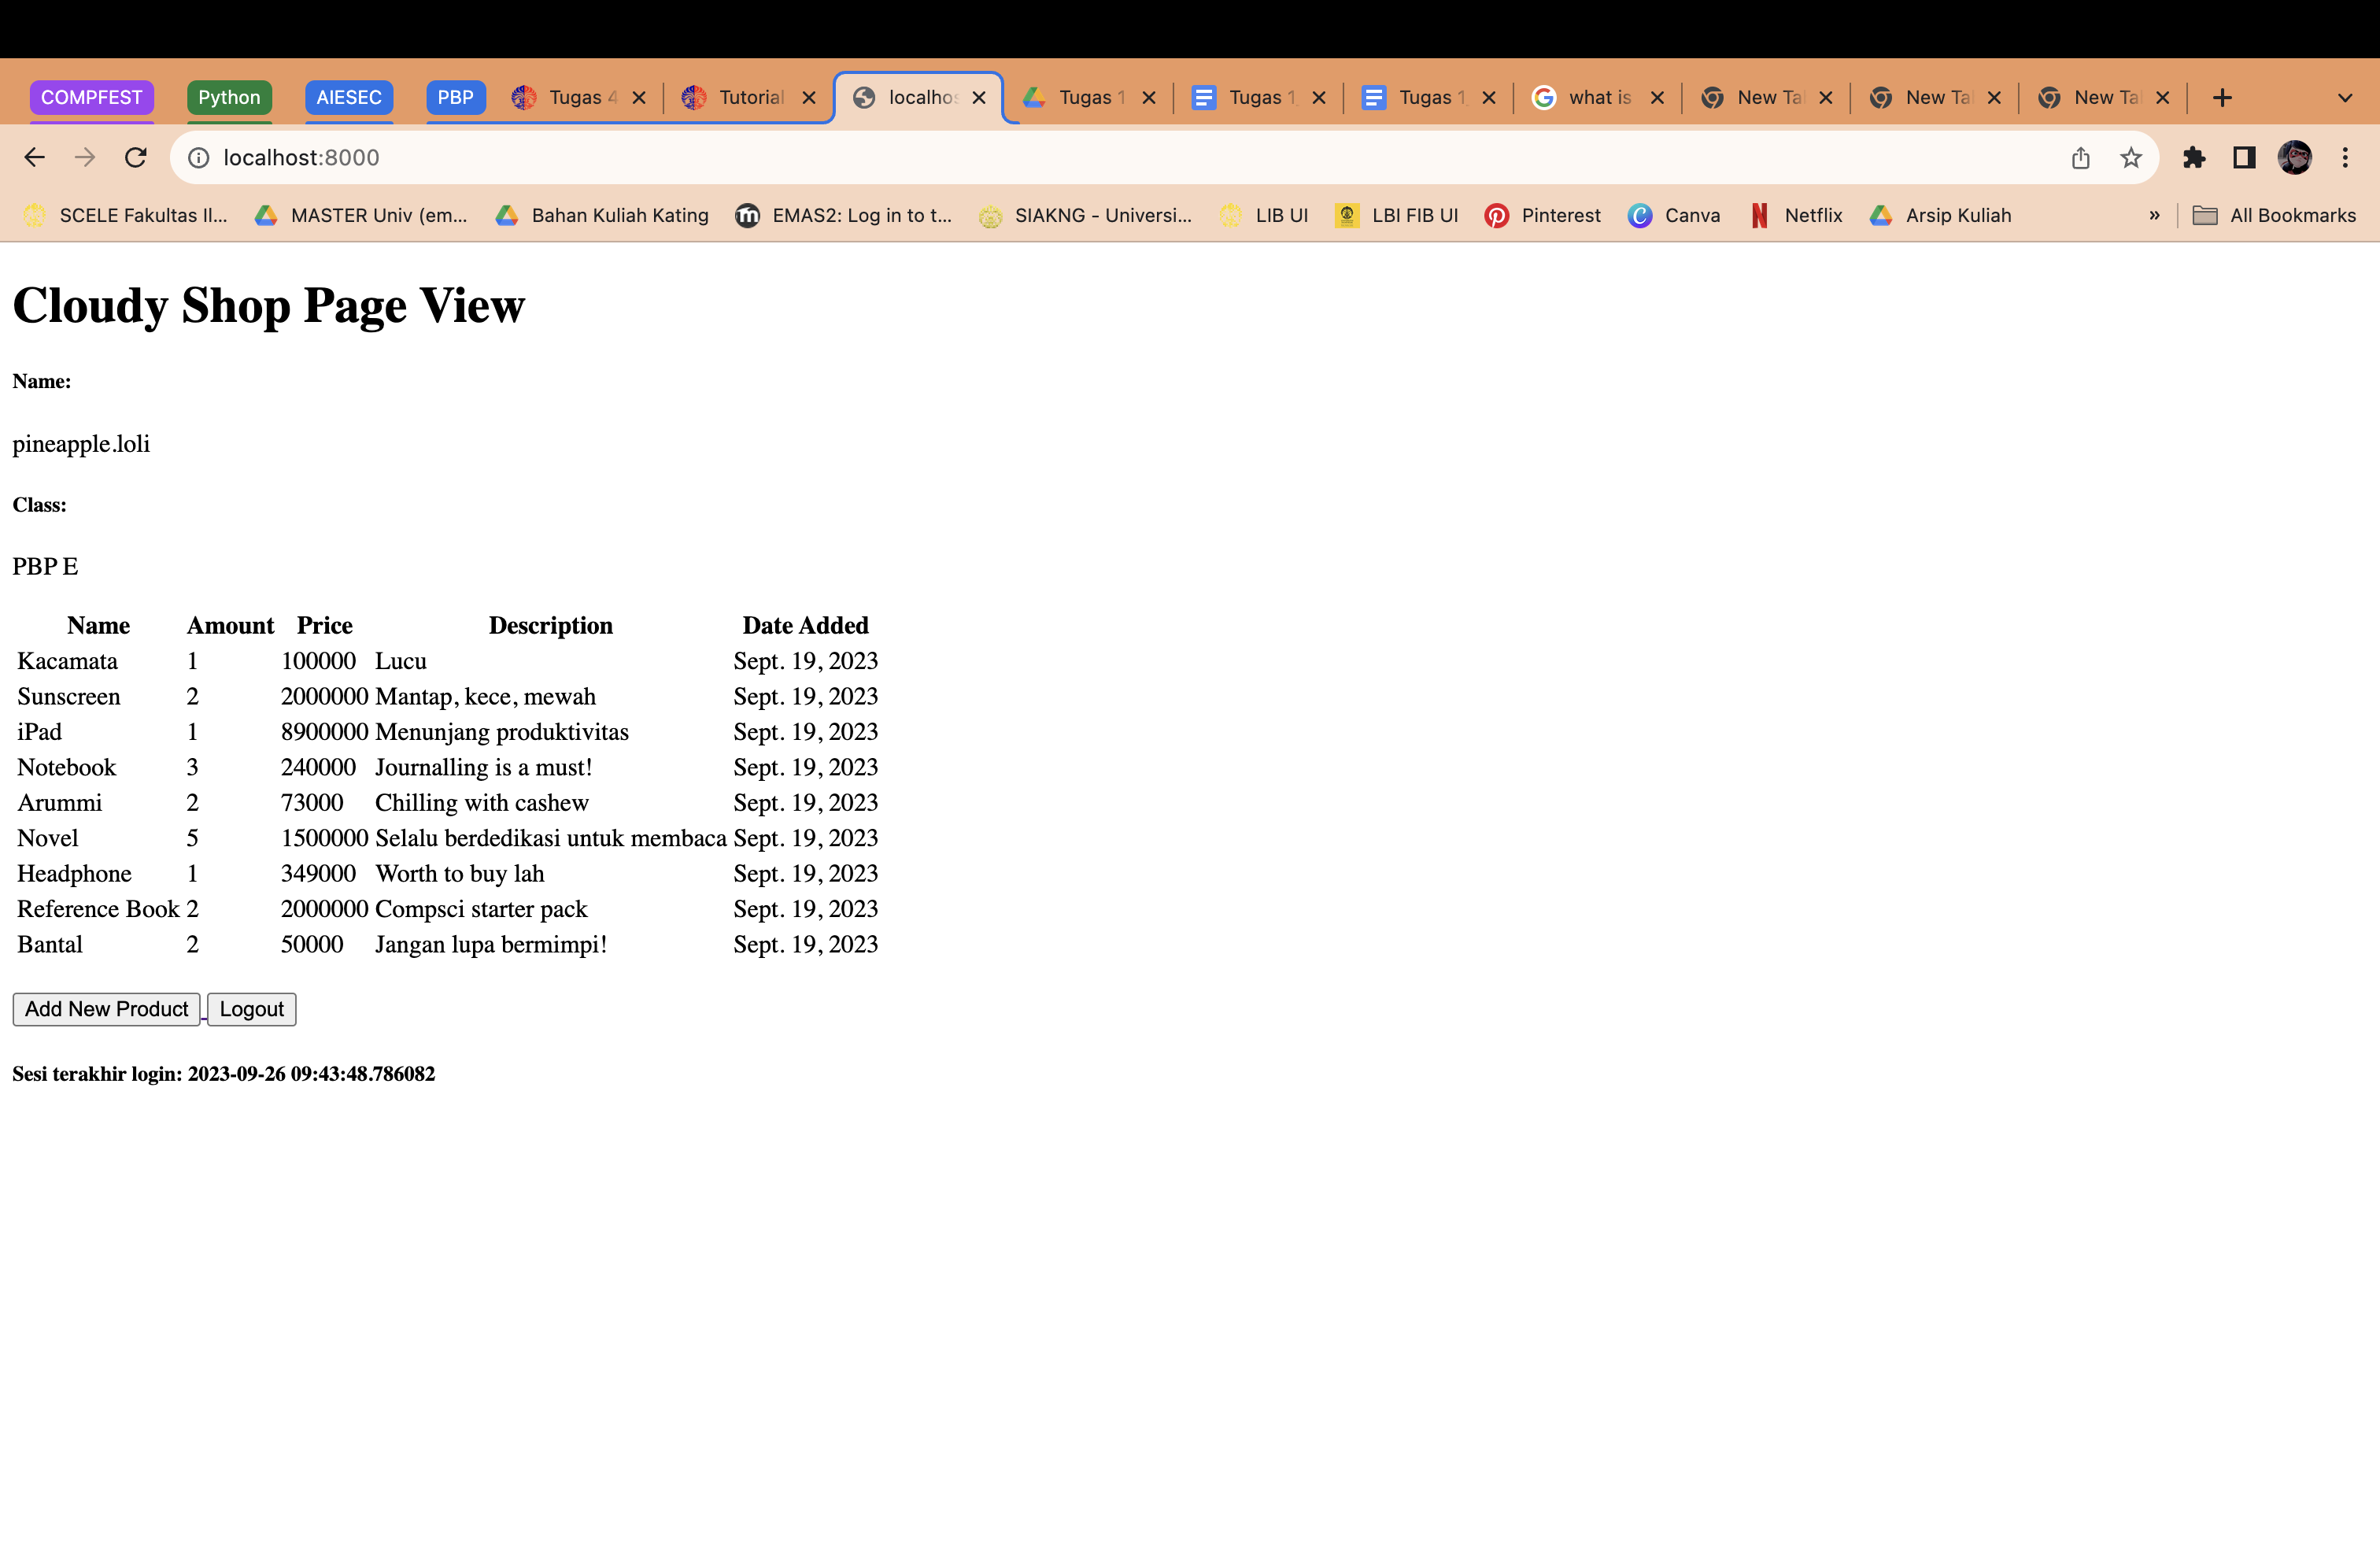 COMPFEST Python AIESEC PBP Tugas 4 Tutorial localhos Tugas 1 Tugas 1 Tugas 1 what is New Ta New Ta New Ta
localhost:8000
SCELE Fakultas Il... MASTER Univ (em... Bahan Kuliah Kating EMAS2: Log in to t... SIAKNG - Universi... LIB UI LBI FIB UI Pinterest Canva Netflix Arsip Kuliah » All Bookmarks
Cloudy Shop Page View
Name:
pineapple.loli
Class:
PBP E
Name Amount Price Description Date Added
Kacamata 1 100000 Lucu Sept. 19, 2023
Sunscreen 2 2000000 Mantap, kece, mewah Sept. 19, 2023
iPad 1 8900000 Menunjang produktivitas Sept. 19, 2023
Notebook 3 240000 Journalling is a must! Sept. 19, 2023
Arummi 2 73000 Chilling with cashew Sept. 19, 2023
Novel 5 1500000 Selalu berdedikasi untuk membaca Sept. 19, 2023
Headphone 1 349000 Worth to buy lah Sept. 19, 2023
Reference Book 2 2000000 Compsci starter pack Sept. 19, 2023
Bantal 2 50000 Jangan lupa bermimpi! Sept. 19, 2023
Add New Product Logout
Sesi terakhir login: 2023-09-26 09:43:48.786082